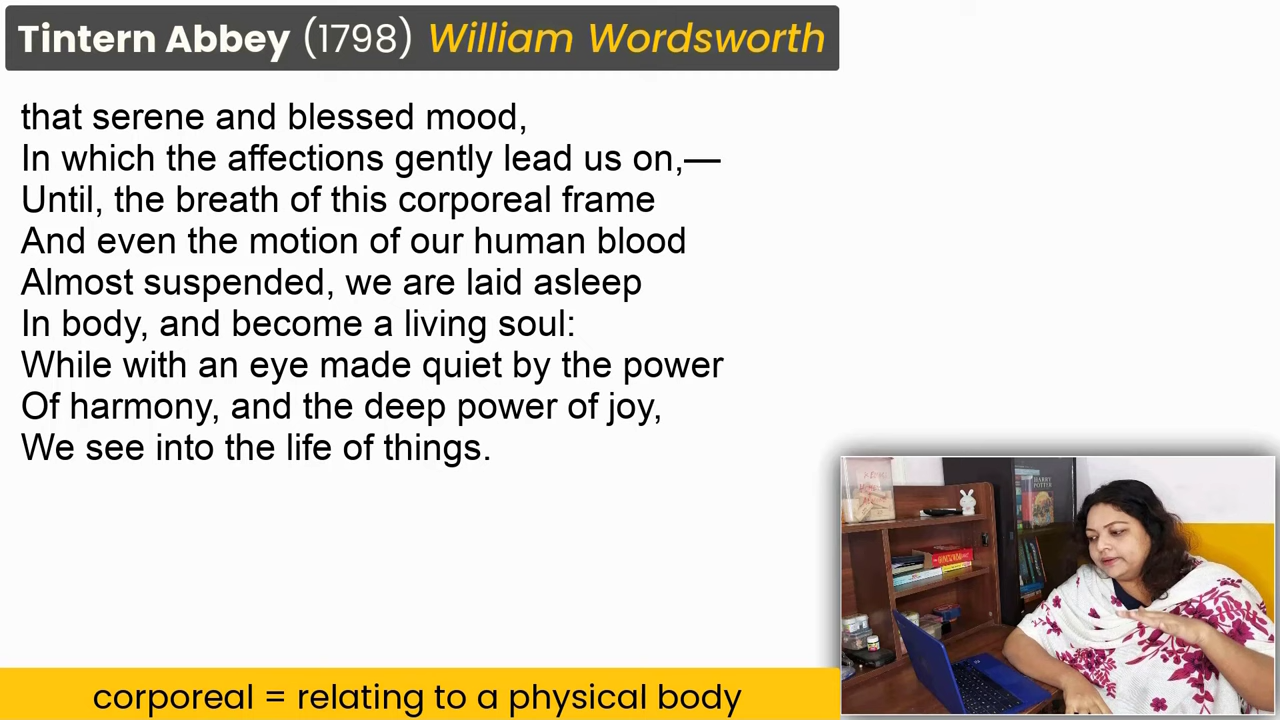 Tintern Abbey (1798) William Wordsworth
that serene and blessed mood,
In which the affections gently lead us on,—
Until, the breath of this corporeal frame
And even the motion of our human blood
Almost suspended, we are laid asleep
In body, and become a living soul:
While with an eye made quiet by the power
Of harmony, and the deep power of joy,
We see into the life of things.
HARRY
POTTER
corporeal = relating to a physical body